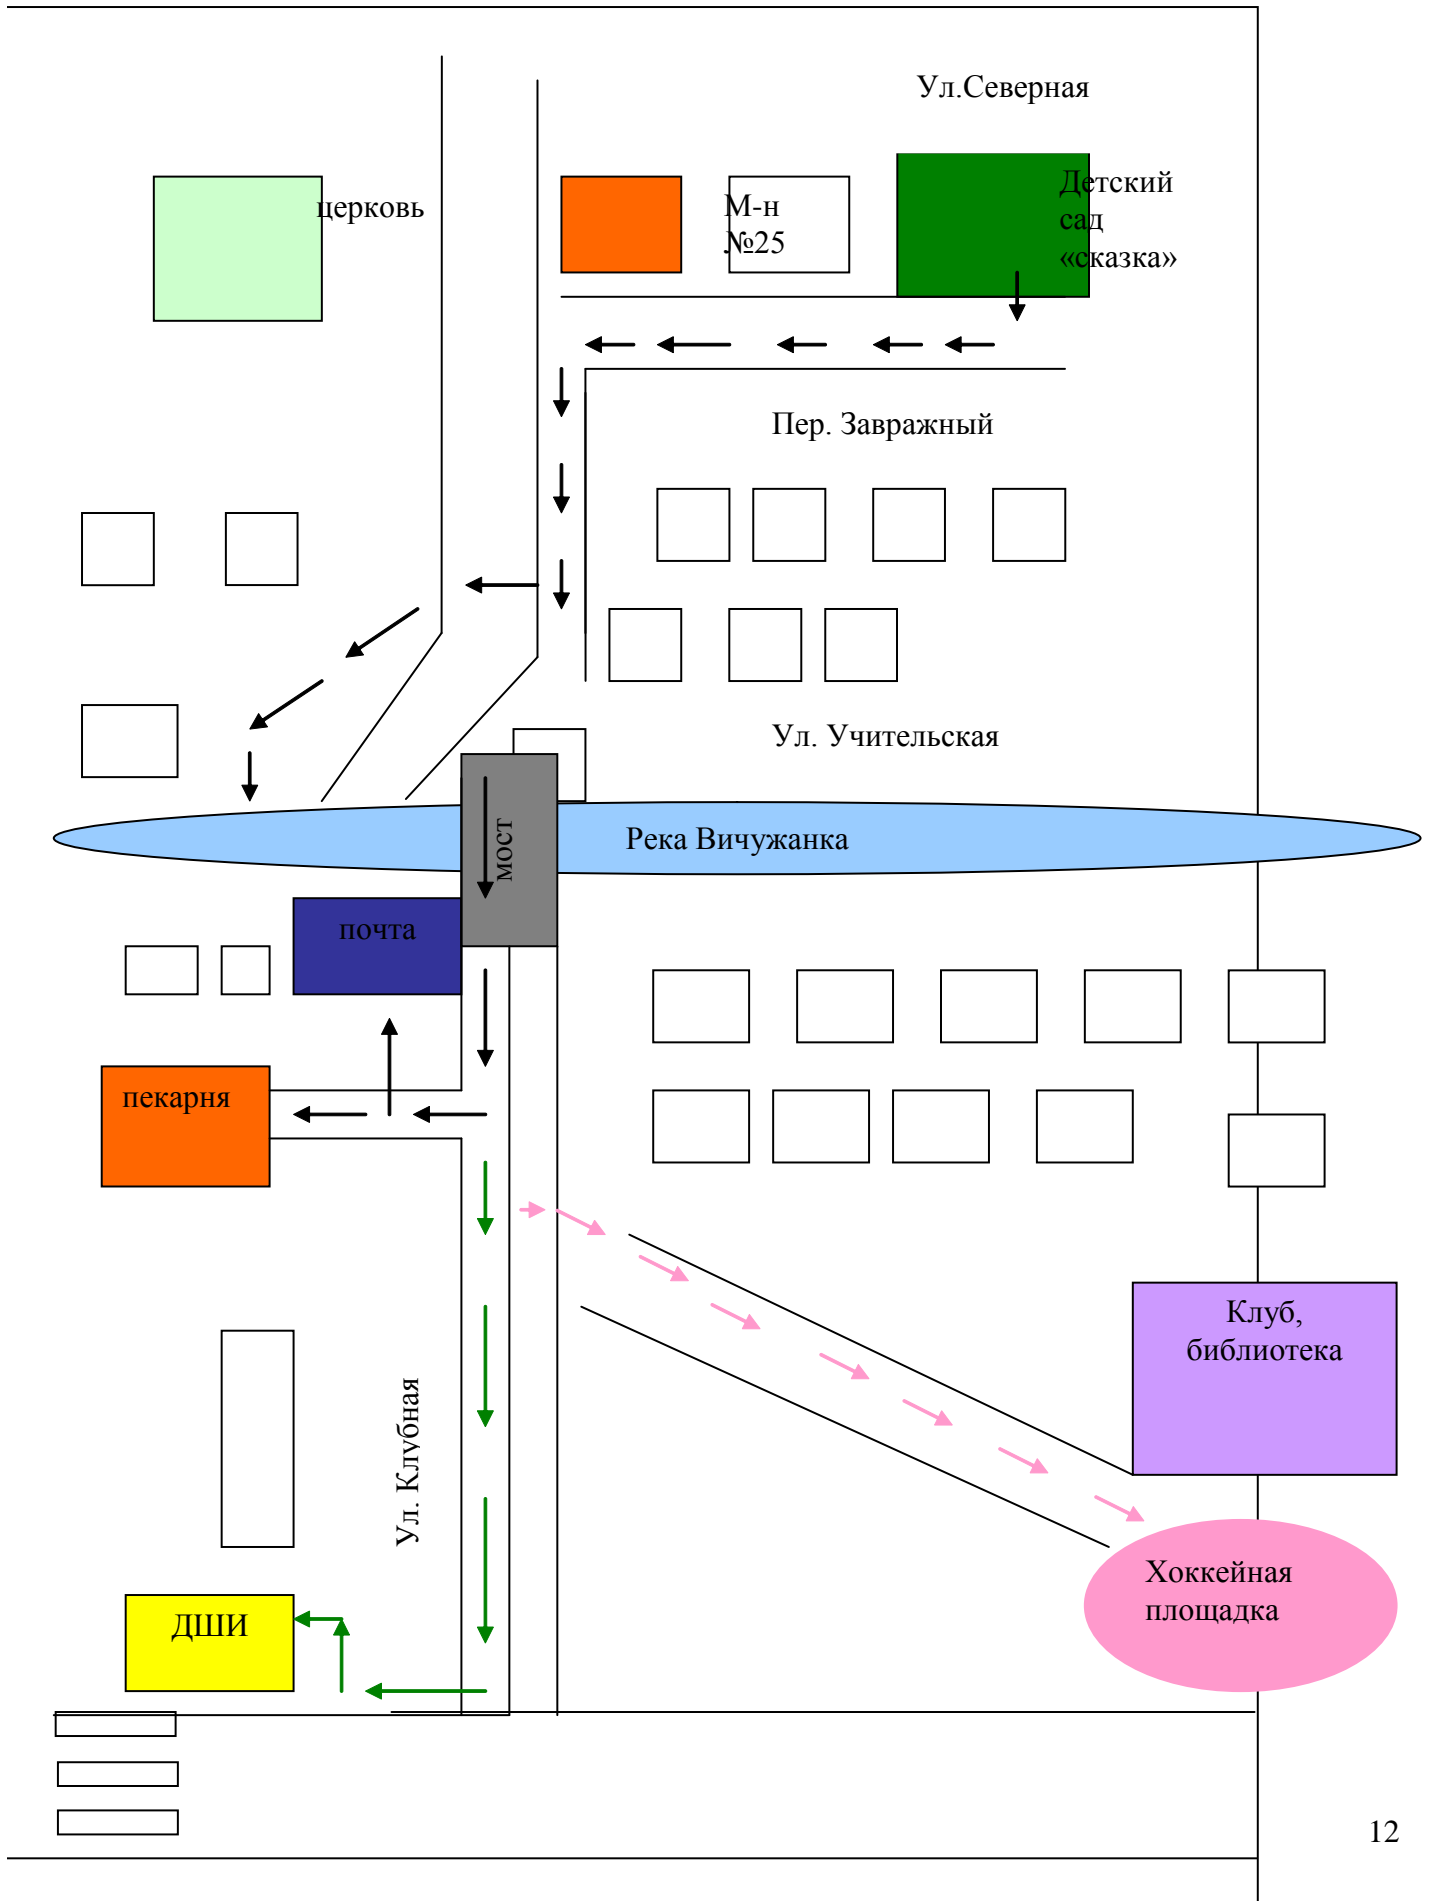 Ул.Северная
церковь
М-н
№25
Детский
сад
«сказка»
Пер. Завражный
Ул. Учительская
мост
Река Вичужанка
почта
пекарня
Клуб,
библиотека
Ул. Клубная
Хоккейная
площадка
ДШИ
12